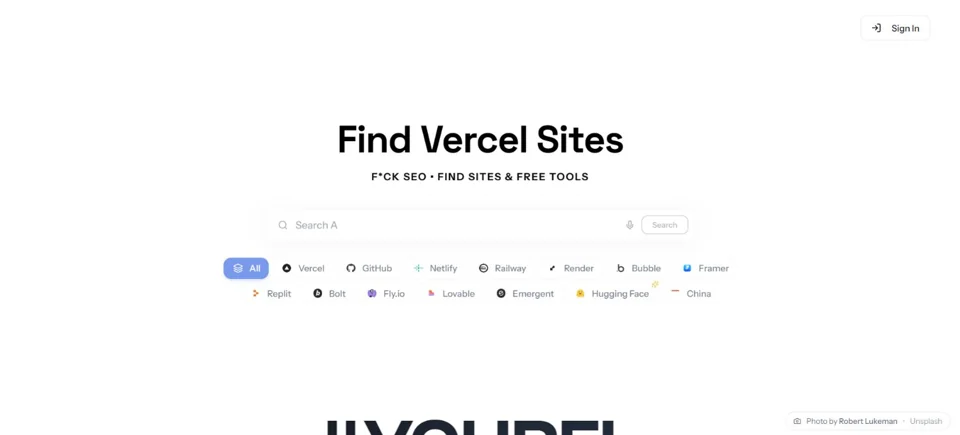 Sign In
Find Vercel Sites
F*CK SEO • FIND SITES & FREE TOOLS
Search A
Search
All Vercel GitHub Netlify Railway Render Bubble Framer
Replit Bolt Fly.io Lovable Emergent Hugging Face China
Photo by Robert Lukeman · Unsplash